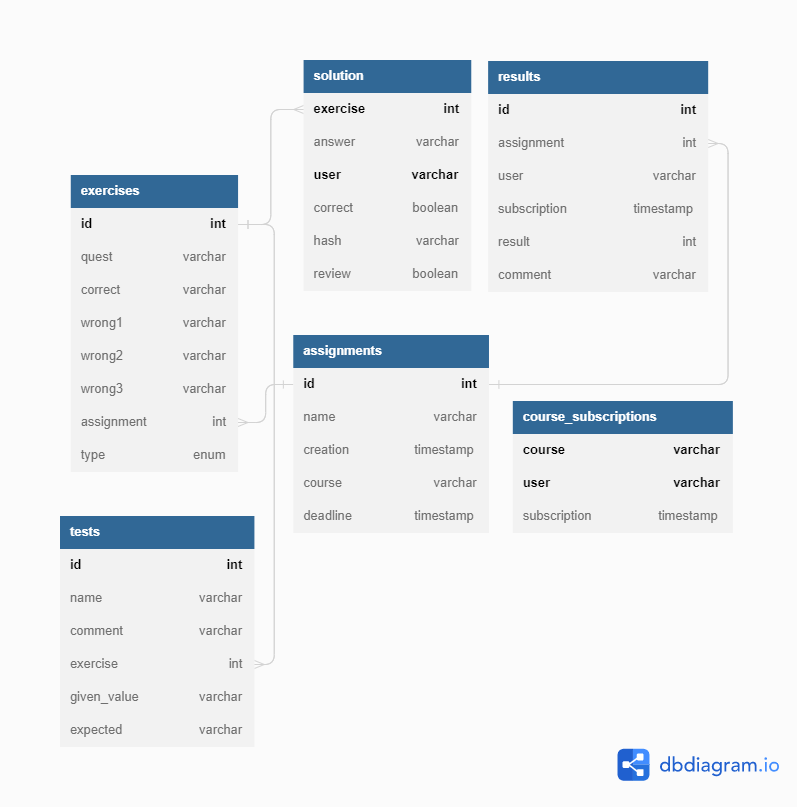 solution
exercise int
answer varchar
user varchar
correct boolean
hash varchar
review boolean
results
id int
assignment int
user varchar
subscription timestamp
result int
comment varchar
exercises
id int
quest varchar
correct varchar
wrong1 varchar
wrong2 varchar
wrong3 varchar
assignment int
type enum
assignments
id int
name varchar
creation timestamp
course varchar
deadline timestamp
course_subscriptions
course varchar
user varchar
subscription timestamp
tests
id int
name varchar
comment varchar
exercise int
given_value varchar
expected varchar
dbdiagram.io